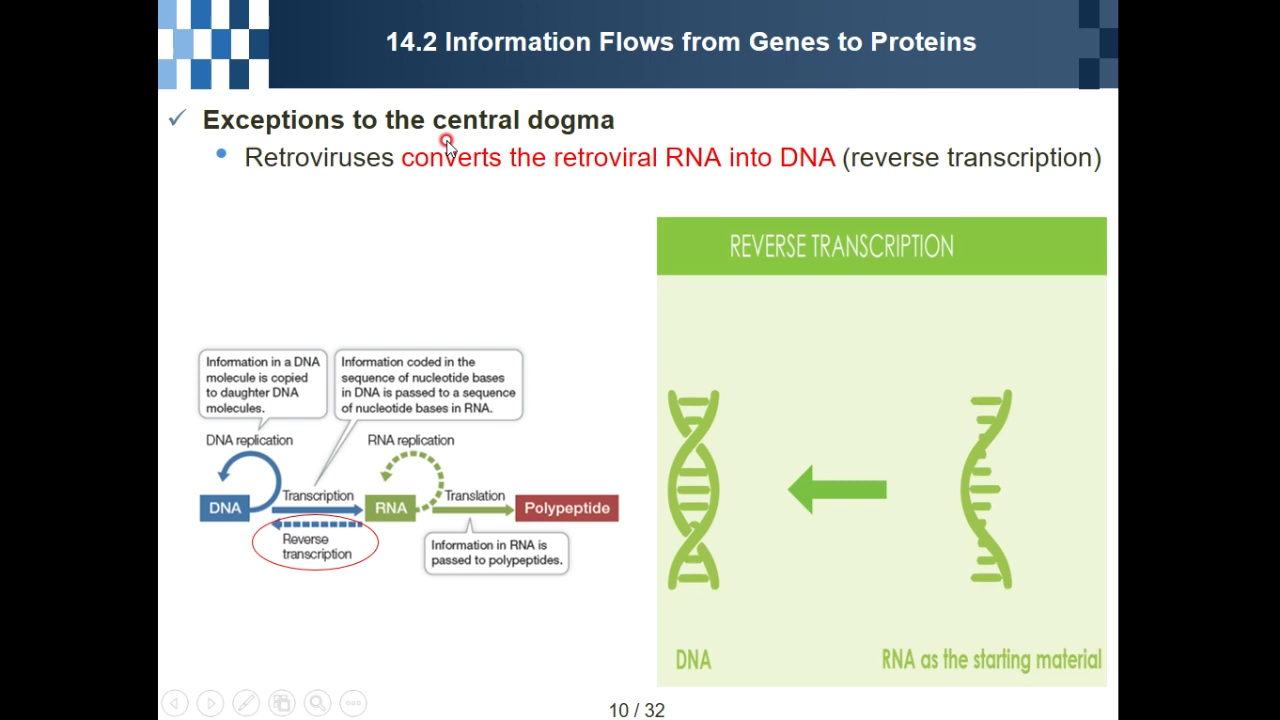 14.2 Information Flows from Genes to Proteins
Exceptions to the central dogma
Retroviruses converts the retroviral RNA into DNA (reverse transcription)
REVERSE TRANSCRIPTION
Information in a DNA
molecule is copied
to daughter DNA
molecules.
Information coded in the
sequence of nucleotide bases
in DNA is passed to a sequence
of nucleotide bases in RNA.
DNA replication
RNA replication
DNA
Transcription
RNA
Translation
Polypeptide
Reverse
transcription
Information in RNA is
passed to polypeptides.
DNA
RNA as the starting material
10 / 32